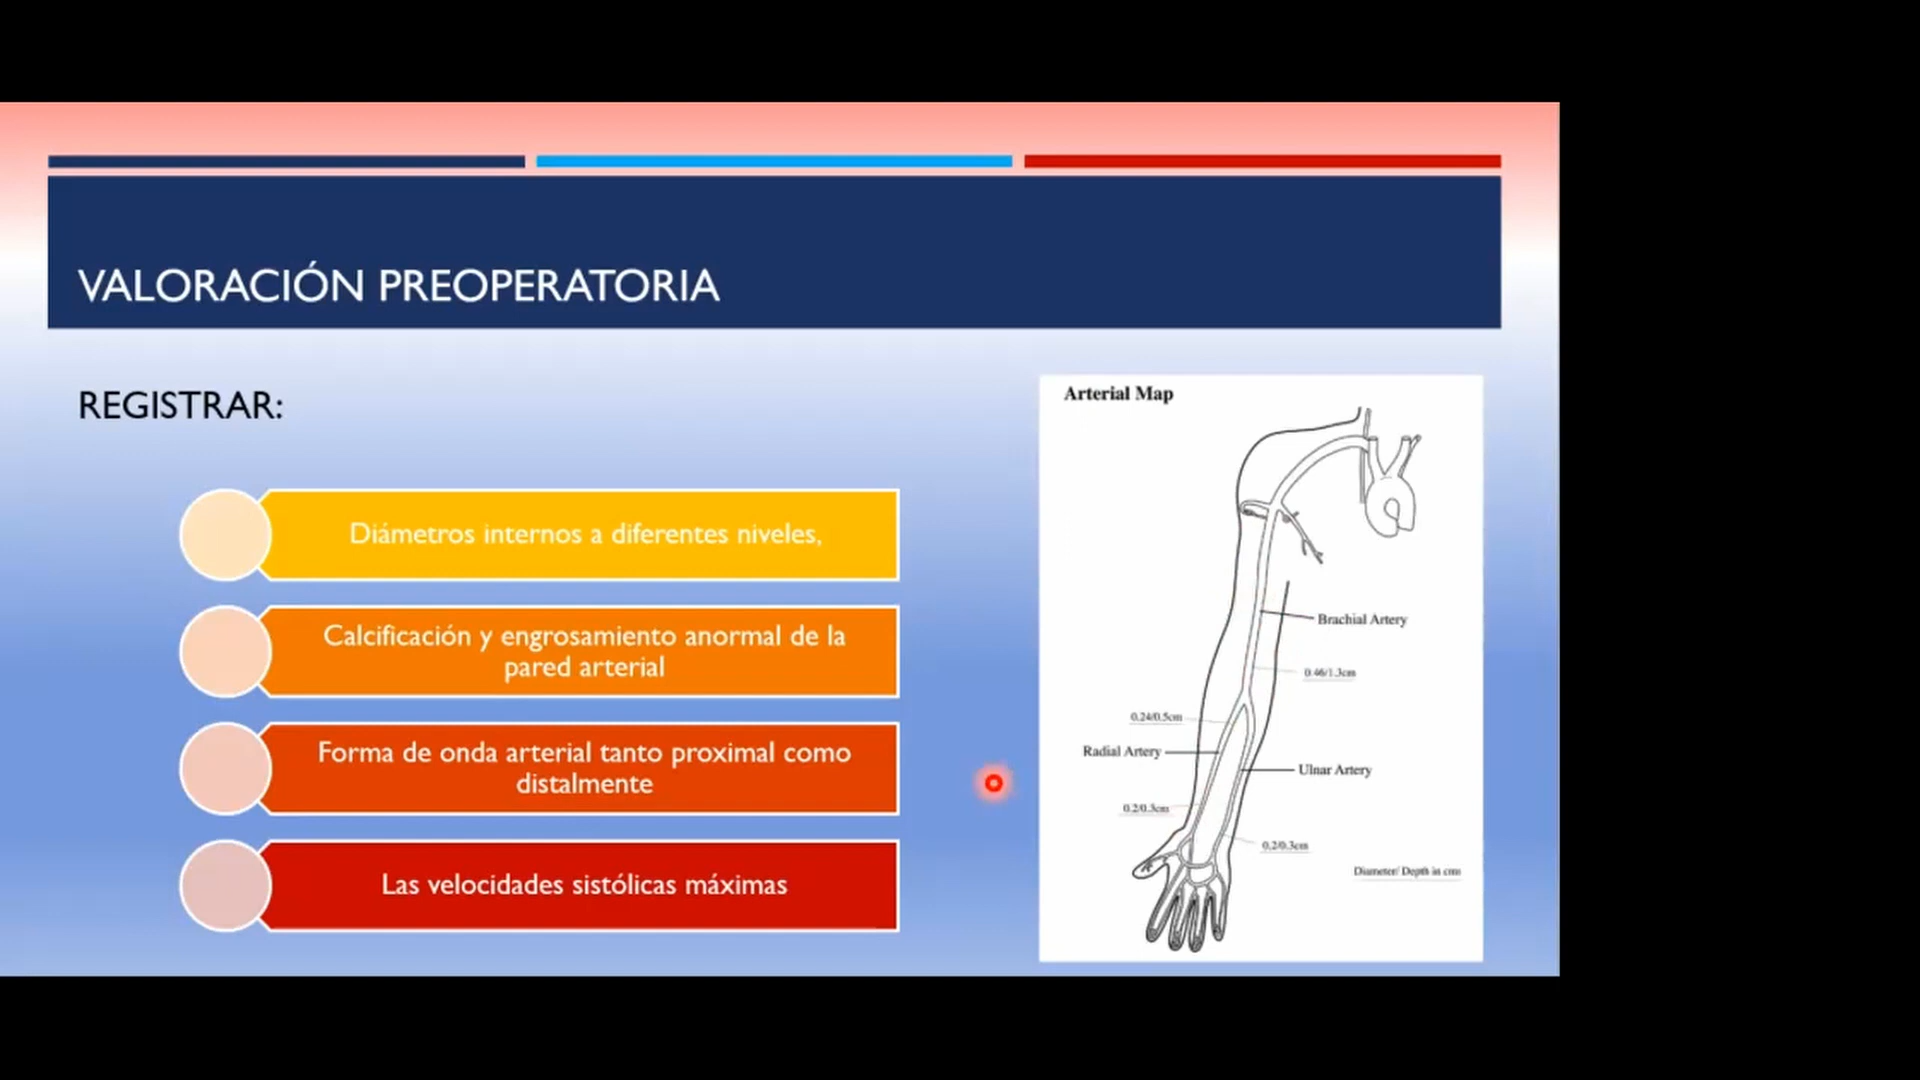 VALORACIÓN PREOPERATORIA
REGISTRAR:
Diámetros internos a diferentes niveles,
Calcificación y engrosamiento anormal de la
pared arterial
Forma de onda arterial tanto proximal como
distalmente
Las velocidades sistólicas máximas
Arterial Map
Brachial Artery
0.46/1.3cm
0.24/0.5cm
Radial Artery
Ulnar Artery
0.2/0.3cm
0.2/0.3cm
Diameter/ Depth in cms